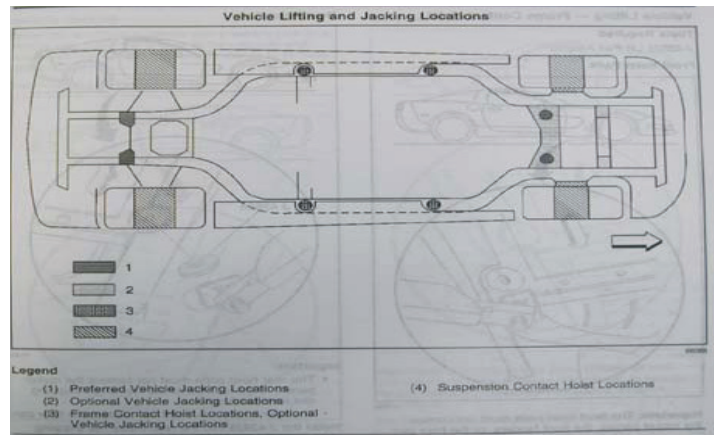 Vehicle Lifting and Jacking Locations
1
2
3
4
Legend
(1) Preferred Vehicle Jacking Locations
(2) Optional Vehicle Jacking Locations
(3) Frame Contact Hoist Locations, Optional
Vehicle Jacking Locations
(4) Suspension Contact Hoist Locations